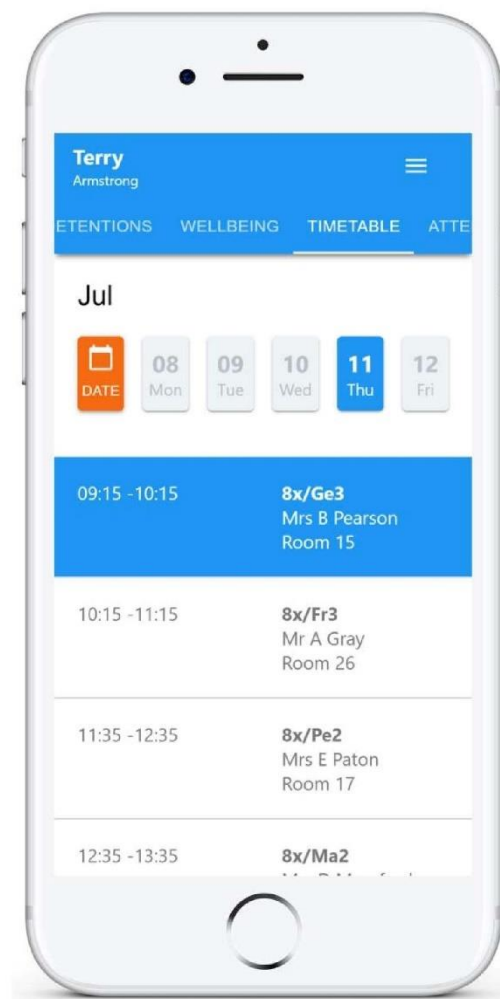 Terry
Armstrong
ETENTIONS WELLBEING TIMETABLE ATTE
Jul
DATE 08 Mon 09 Tue 10 Wed 11 Thu 12 Fri
09:15 -10:15 8x/Ge3
Mrs B Pearson
Room 15
10:15 -11:15 8x/Fr3
Mr A Gray
Room 26
11:35 -12:35 8x/Pe2
Mrs E Paton
Room 17
12:35 -13:35 8x/Ma2